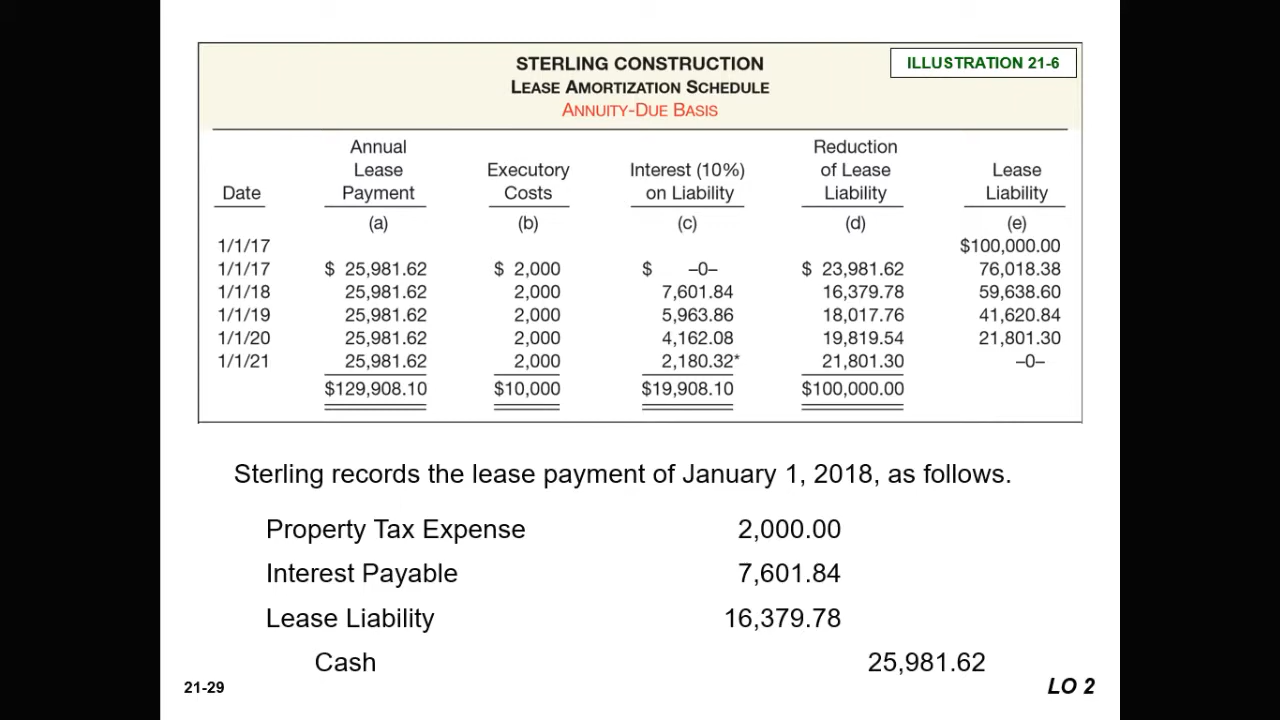 STERLING CONSTRUCTION
ILLUSTRATION 21-6
LEASE AMORTIZATION SCHEDULE
ANNUITY-DUE BASIS
Annual Reduction
Lease Executory Interest (10%) of Lease Lease
Date Payment Costs on Liability Liability Liability
(a) (b) (c) (d) (e)
1/1/17 $100,000.00
1/1/17 $ 25,981.62 $ 2,000 $ –0– $ 23,981.62 76,018.38
1/1/18 25,981.62 2,000 7,601.84 16,379.78 59,638.60
1/1/19 25,981.62 2,000 5,963.86 18,017.76 41,620.84
1/1/20 25,981.62 2,000 4,162.08 19,819.54 21,801.30
1/1/21 25,981.62 2,000 2,180.32* 21,801.30 –0–
$129,908.10 $10,000 $19,908.10 $100,000.00
Sterling records the lease payment of January 1, 2018, as follows.
Property Tax Expense 2,000.00
Interest Payable 7,601.84
Lease Liability 16,379.78
Cash 25,981.62
21-29 LO 2